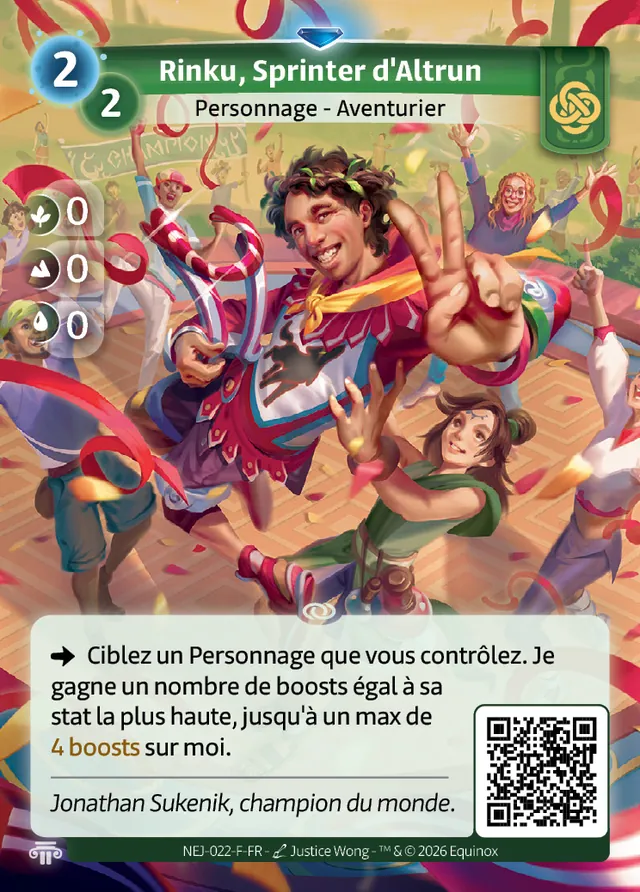 2
Rinku, Sprinter d'Altrun
2
Personnage - Aventurier
CHAMPION
0
0
0
➜ Ciblez un Personnage que vous contrôlez. Je
gagne un nombre de boosts égal à sa
stat la plus haute, jusqu'à un max de
4 boosts sur moi.
Jonathan Sukenik, champion du monde.
NEJ-022-F-FR - Justice Wong - ™ & © 2026 Equinox